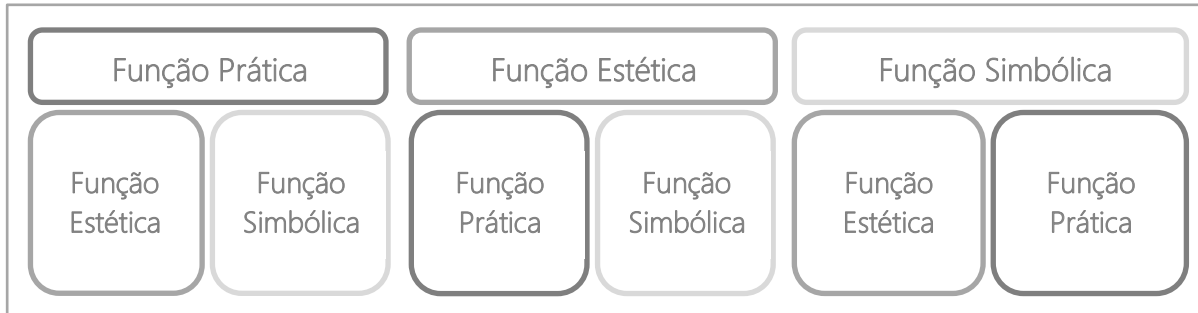 Função Prática
Função Estética
Função Simbólica
Função
Estética
Função
Simbólica
Função
Prática
Função
Simbólica
Função
Estética
Função
Prática